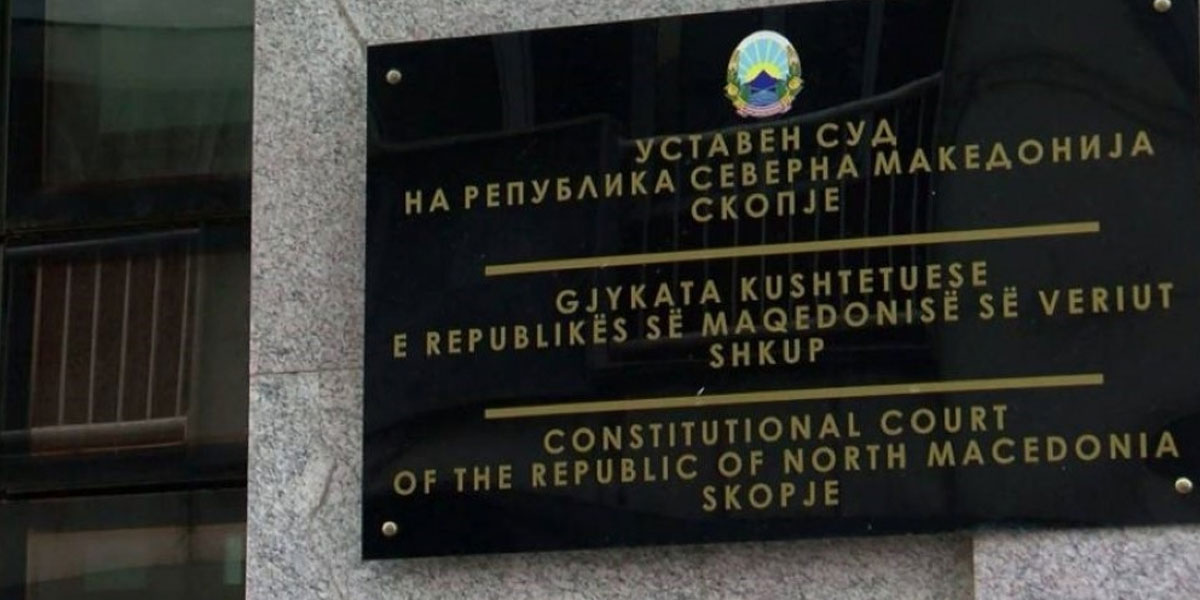 УСТАВЕН СУД
НА РЕПУБЛИКА СЕВЕРНА МАКЕДОНИЈА
СКОПЈЕ
GJYKATA KUSHTETUESE
E REPUBLIKËS SË MAQEDONISË SË VERIUT
SHKUP
CONSTITUTIONAL COURT
OF THE REPUBLIC OF NORTH MACEDONIA
SKOPJE